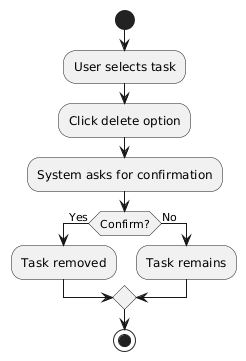 User selects task
Click delete option
System asks for confirmation
Yes
Confirm?
No
Task removed
Task remains